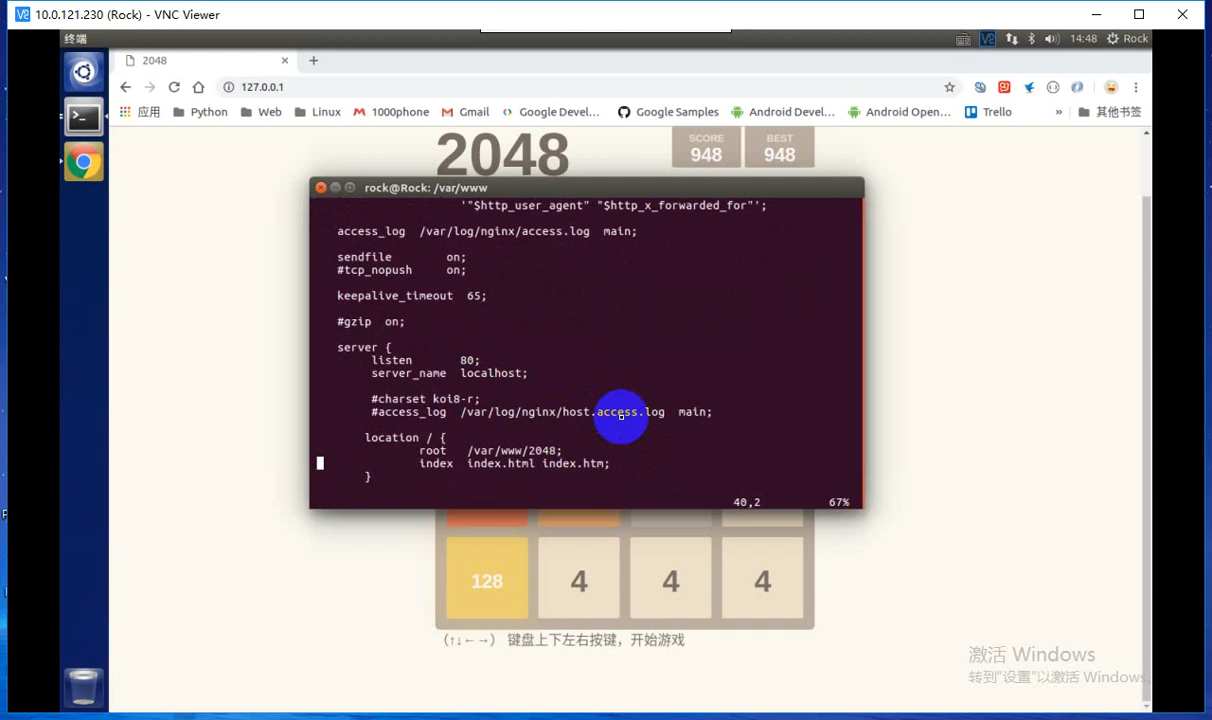 10.0.121.230 (Rock) - VNC Viewer
终端
14:48 Rock
2048
127.0.0.1
应用 Python Web Linux 1000phone Gmail Google Devel... Google Samples Android Devel... Android Open... Trello » 其他书签
2048
SCORE
948
BEST
948
rock@Rock: /var/www
'"$http_user_agent" "$http_x_forwarded_for"';
access_log /var/log/nginx/access.log main;
sendfile on;
#tcp_nopush on;
keepalive_timeout 65;
#gzip on;
server {
listen 80;
server_name localhost;
#charset koi8-r;
#access_log /var/log/nginx/host.access.log main;
location / {
root /var/www/2048;
index index.html index.htm;
}
40,2 67%
128 4 4 4
(↑↓←→) 键盘上下左右按键，开始游戏
激活 Windows
转到"设置"以激活 Windows。